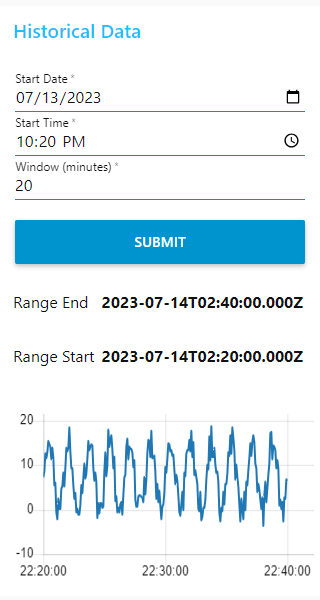 Historical Data
Start Date *
07/13/2023
Start Time *
10:20 PM
Window (minutes) *
20
SUBMIT
Range End 2023-07-14T02:40:00.000Z
Range Start 2023-07-14T02:20:00.000Z
20
10
0
-10
22:20:00 22:30:00 22:40:00